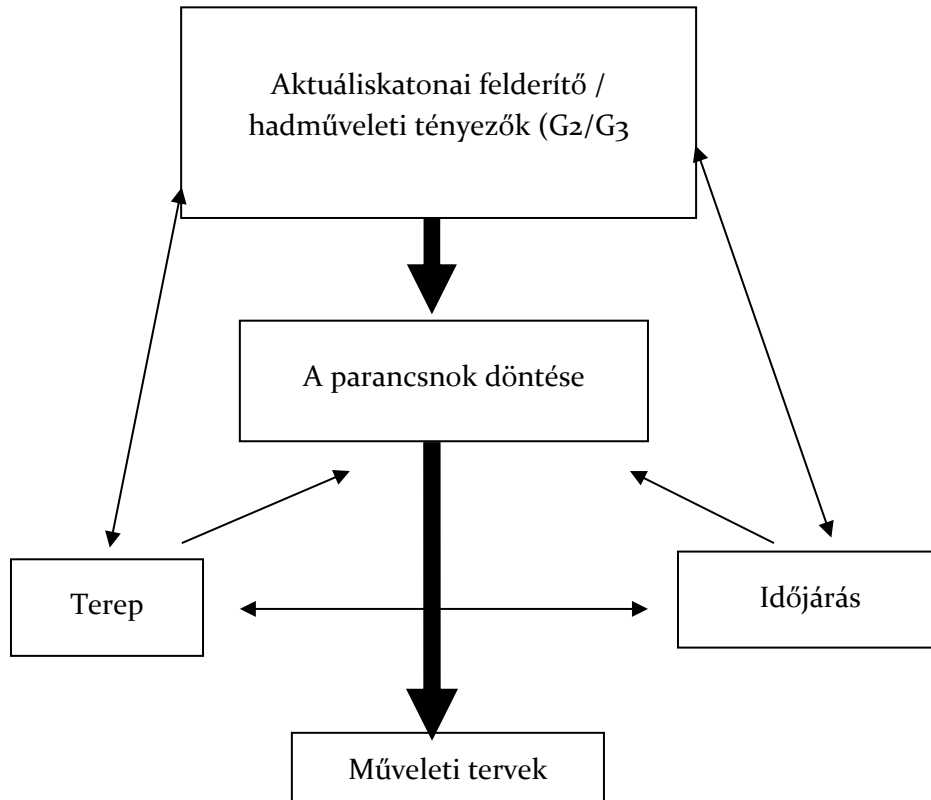 Aktuáliskatonai felderítő /
hadműveleti tényezők (G2/G3
A parancsnok döntése
Terep
Időjárás
Műveleti tervek